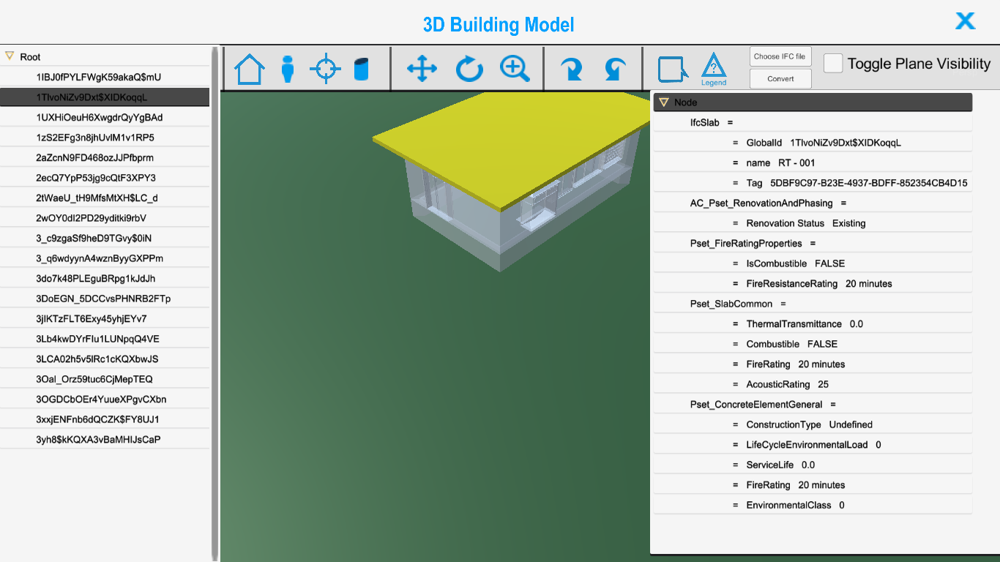 3D Building Model
X
Root
1IBJ0fPYLFWgK59akaQ$mU
1TIvoNiZv9Dxt$XIDKoqqL
1UXHiOeuH6XwgdrQyYgBAd
1zS2EFg3n8jhUvlM1v1RP5
2aZcnN9FD468ozJJPfbprm
2ecQ7YpP53jg9cQtF3XPY3
2tWaeU_tH9MfsMtXH$LC_d
2wOY0dI2PD29yditki9rbV
3_c9zgaSf9heD9TGvy$0iN
3_q6wdyynA4wznByyGXPPm
3do7k48PLEguBRpg1kJdJh
3DoEGN_5DCCvsPHNRB2FTp
3jIKTzFLT6Exy45yhjEYv7
3Lb4kwDYrFIu1LUNpqQ4VE
3LCA02h5v5IRc1cKQXbwJS
3OaI_Orz59tuc6CjMepTEQ
3OGDCbOEr4YuueXPgvCXbn
3xxjENFnb6dQCZK$FY8UJ1
3yh8$kKQXA3vBaMHIJsCaP
?
Legend
Choose IFC file
Convert
Toggle Plane Visibility
Node
IfcSlab =
= GlobalId 1TIvoNiZv9Dxt$XIDKoqqL
= name RT - 001
= Tag 5DBF9C97-B23E-4937-BDFF-852354CB4D15
AC_Pset_RenovationAndPhasing =
= Renovation Status Existing
Pset_FireRatingProperties =
= IsCombustible FALSE
= FireResistanceRating 20 minutes
Pset_SlabCommon =
= ThermalTransmittance 0.0
= Combustible FALSE
= FireRating 20 minutes
= AcousticRating 25
Pset_ConcreteElementGeneral =
= ConstructionType Undefined
= LifeCycleEnvironmentalLoad 0
= ServiceLife 0.0
= FireRating 20 minutes
= EnvironmentalClass 0